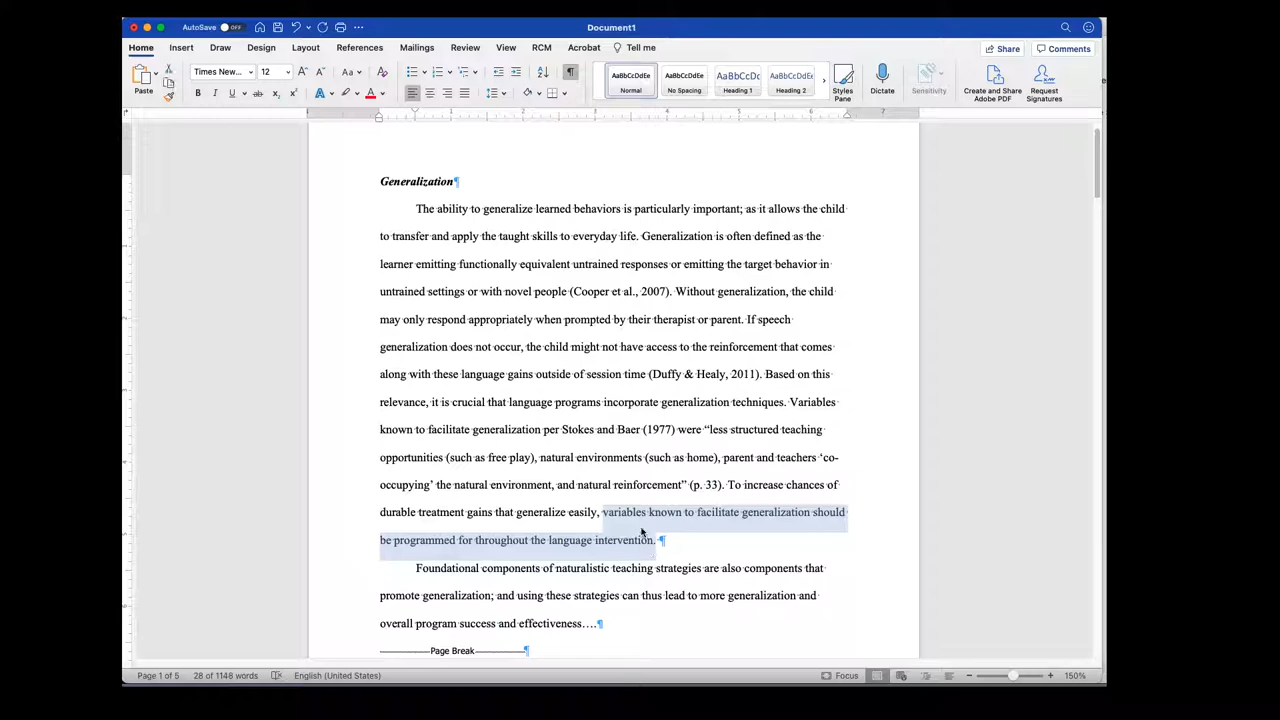 AutoSave OFF
Document1
Home Insert Draw Design Layout References Mailings Review View RCM Acrobat Tell me
Share Comments
Paste
Times New... 12
Aa
AaBbCcDdEe AaBbCcDdEe AaBbCcDc AaBbCcDdEe
Normal No Spacing Heading 1 Heading 2
Styles Pane
Dictate
Sensitivity
Create and Share Adobe PDF
Request Signatures
Generalization¶
The ability to generalize learned behaviors is particularly important; as it allows the child
to transfer and apply the taught skills to everyday life. Generalization is often defined as the
learner emitting functionally equivalent untrained responses or emitting the target behavior in
untrained settings or with novel people (Cooper et al., 2007). Without generalization, the child
may only respond appropriately when prompted by their therapist or parent. If speech
generalization does not occur, the child might not have access to the reinforcement that comes
along with these language gains outside of session time (Duffy & Healy, 2011). Based on this
relevance, it is crucial that language programs incorporate generalization techniques. Variables
known to facilitate generalization per Stokes and Baer (1977) were “less structured teaching
opportunities (such as free play), natural environments (such as home), parent and teachers ‘co-
occupying’ the natural environment, and natural reinforcement” (p. 33). To increase chances of
durable treatment gains that generalize easily, variables known to facilitate generalization should
be programmed for throughout the language intervention. ¶
Foundational components of naturalistic teaching strategies are also components that
promote generalization; and using these strategies can thus lead to more generalization and
overall program success and effectiveness….¶
Page Break¶
Page 1 of 5 28 of 1148 words English (United States) Focus 150%